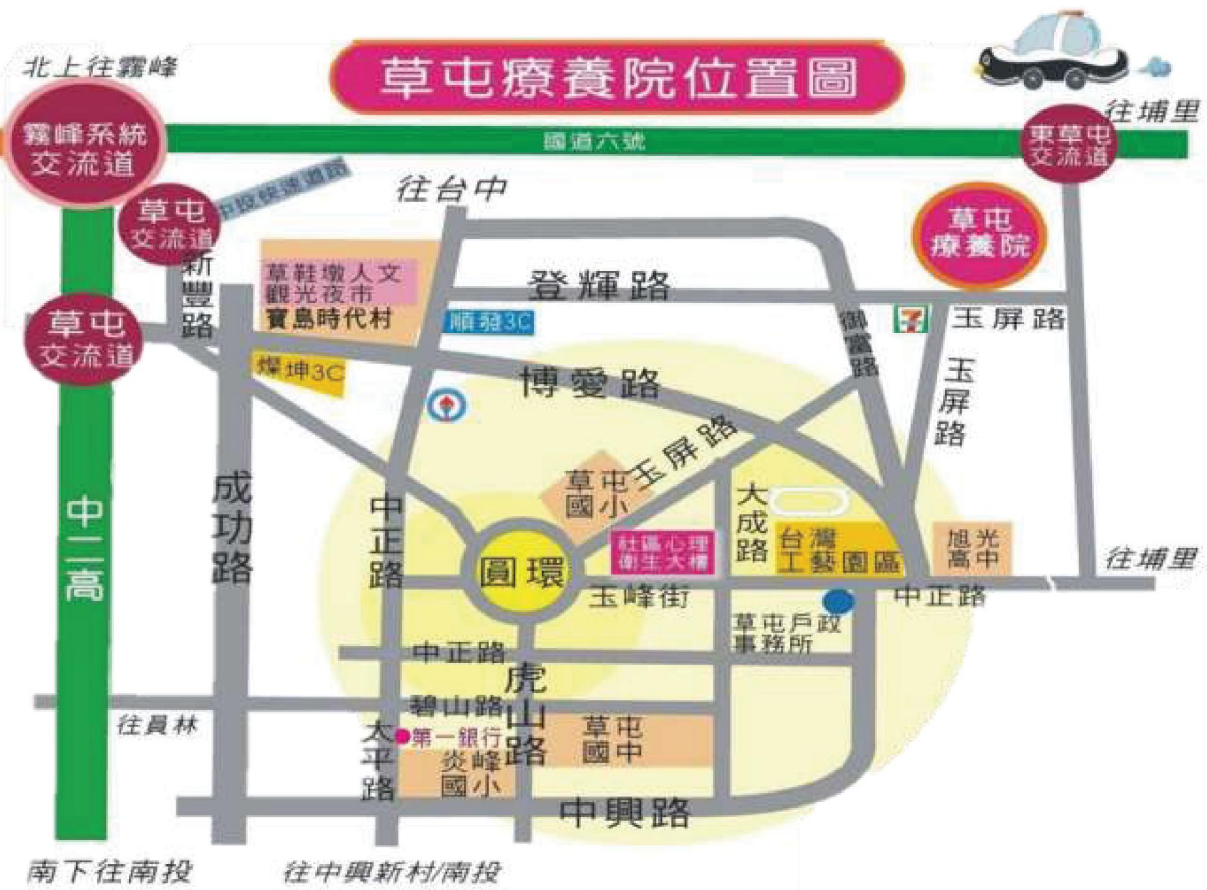 草屯療養院位置圖
北上往霧峰
往埔里
霧峰系統
交流道
國道六號
東草屯
交流道
中投快速道路
往台中
草屯
交流道
草屯
療養院
新豐路
草鞋墩人文
觀光夜市
寶島時代村
登輝路
順發3C
御富路
玉屏路
草屯
交流道
燦坤3C
博愛路
玉屏路
玉屏路
中二高
成功路
中正路
草屯
國小
大成路
台灣
工藝園區
旭光
高中
社區心理
衛生大樓
圓環
玉峰街
往埔里
中正路
草屯戶政
事務所
中正路
虎山路
碧山路
往員林
太平路
第一銀行
草屯
國中
炎峰
國小
中興路
南下往南投
往中興新村/南投